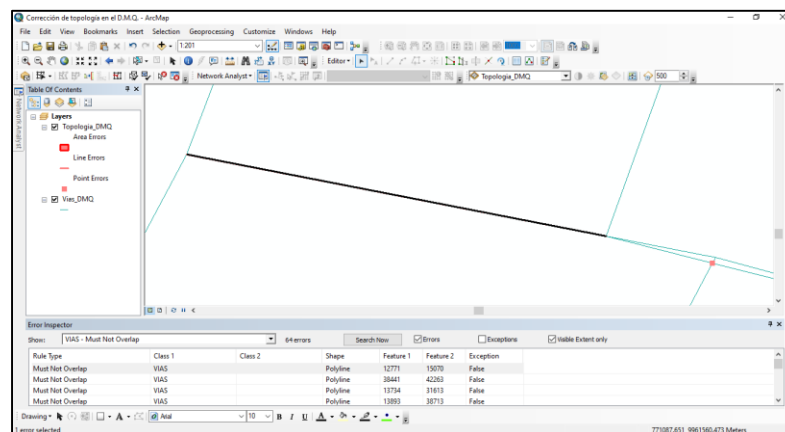 Corrección de topología en el D.M.Q. - ArcMap
File Edit View Bookmarks Insert Selection Geoprocessing Customize Windows Help
1:201
Editor
Network Analyst Topologia_DMQ 500
Table Of Contents
Network Analyst
Layers
Topologia_DMQ
Area Errors
Line Errors
Point Errors
Vies_DMQ
Error Inspector
Show: VIAS - Must Not Overlap 64 errors Search Now Errors Exceptions Visible Extent only
Rule Type Class 1 Class 2 Shape Feature 1 Feature 2 Exception
Must Not Overlap VIAS Polyline 12771 15070 False
Must Not Overlap VIAS Polyline 38441 42263 False
Must Not Overlap VIAS Polyline 13734 31613 False
Must Not Overlap VIAS Polyline 13893 38713 False
Drawing Arial 10 B I U A
1 error selected 771087,651 9961560,473 Meters